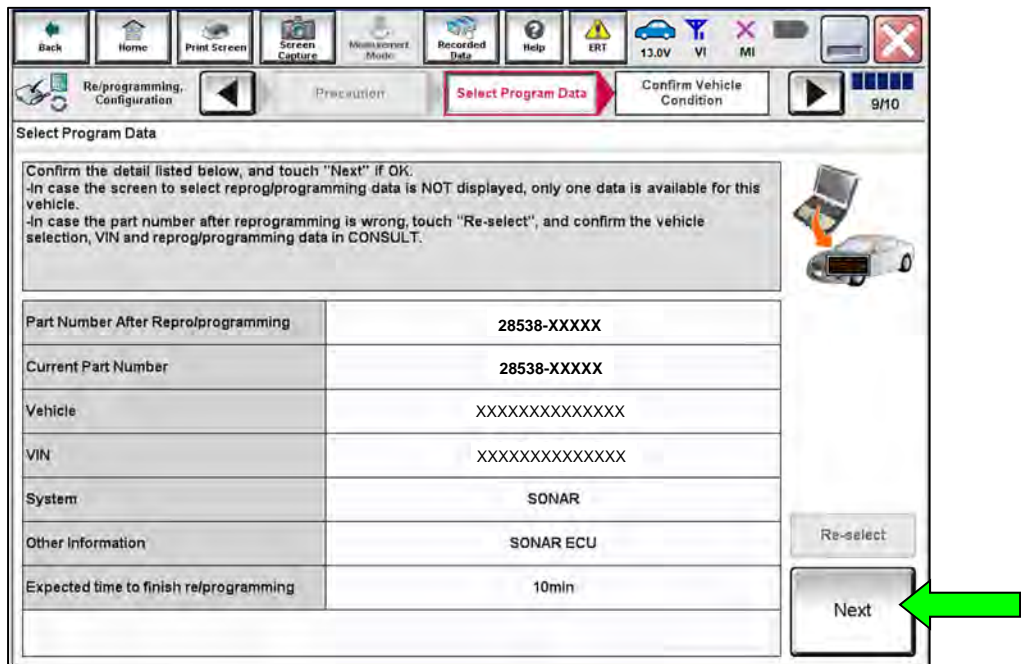 Back
Home
Print Screen
Screen
Capture
Measurement
Mode
Recorded
Data
Help
ERT
13.0V
VI
MI
Re/programming,
Configuration
Precaution
Select Program Data
Confirm Vehicle
Condition
9/10
Select Program Data
Confirm the detail listed below, and touch "Next" if OK.
-In case the screen to select reprog/programming data is NOT displayed, only one data is available for this
vehicle.
-In case the part number after reprogramming is wrong, touch "Re-select", and confirm the vehicle
selection, VIN and reprog/programming data in CONSULT.
Part Number After Repro/programming
28538-XXXXX
Current Part Number
28538-XXXXX
Vehicle
XXXXXXXXXXXXXX
VIN
XXXXXXXXXXXXXX
System
SONAR
Other Information
SONAR ECU
Re-select
Expected time to finish re/programming
10min
Next